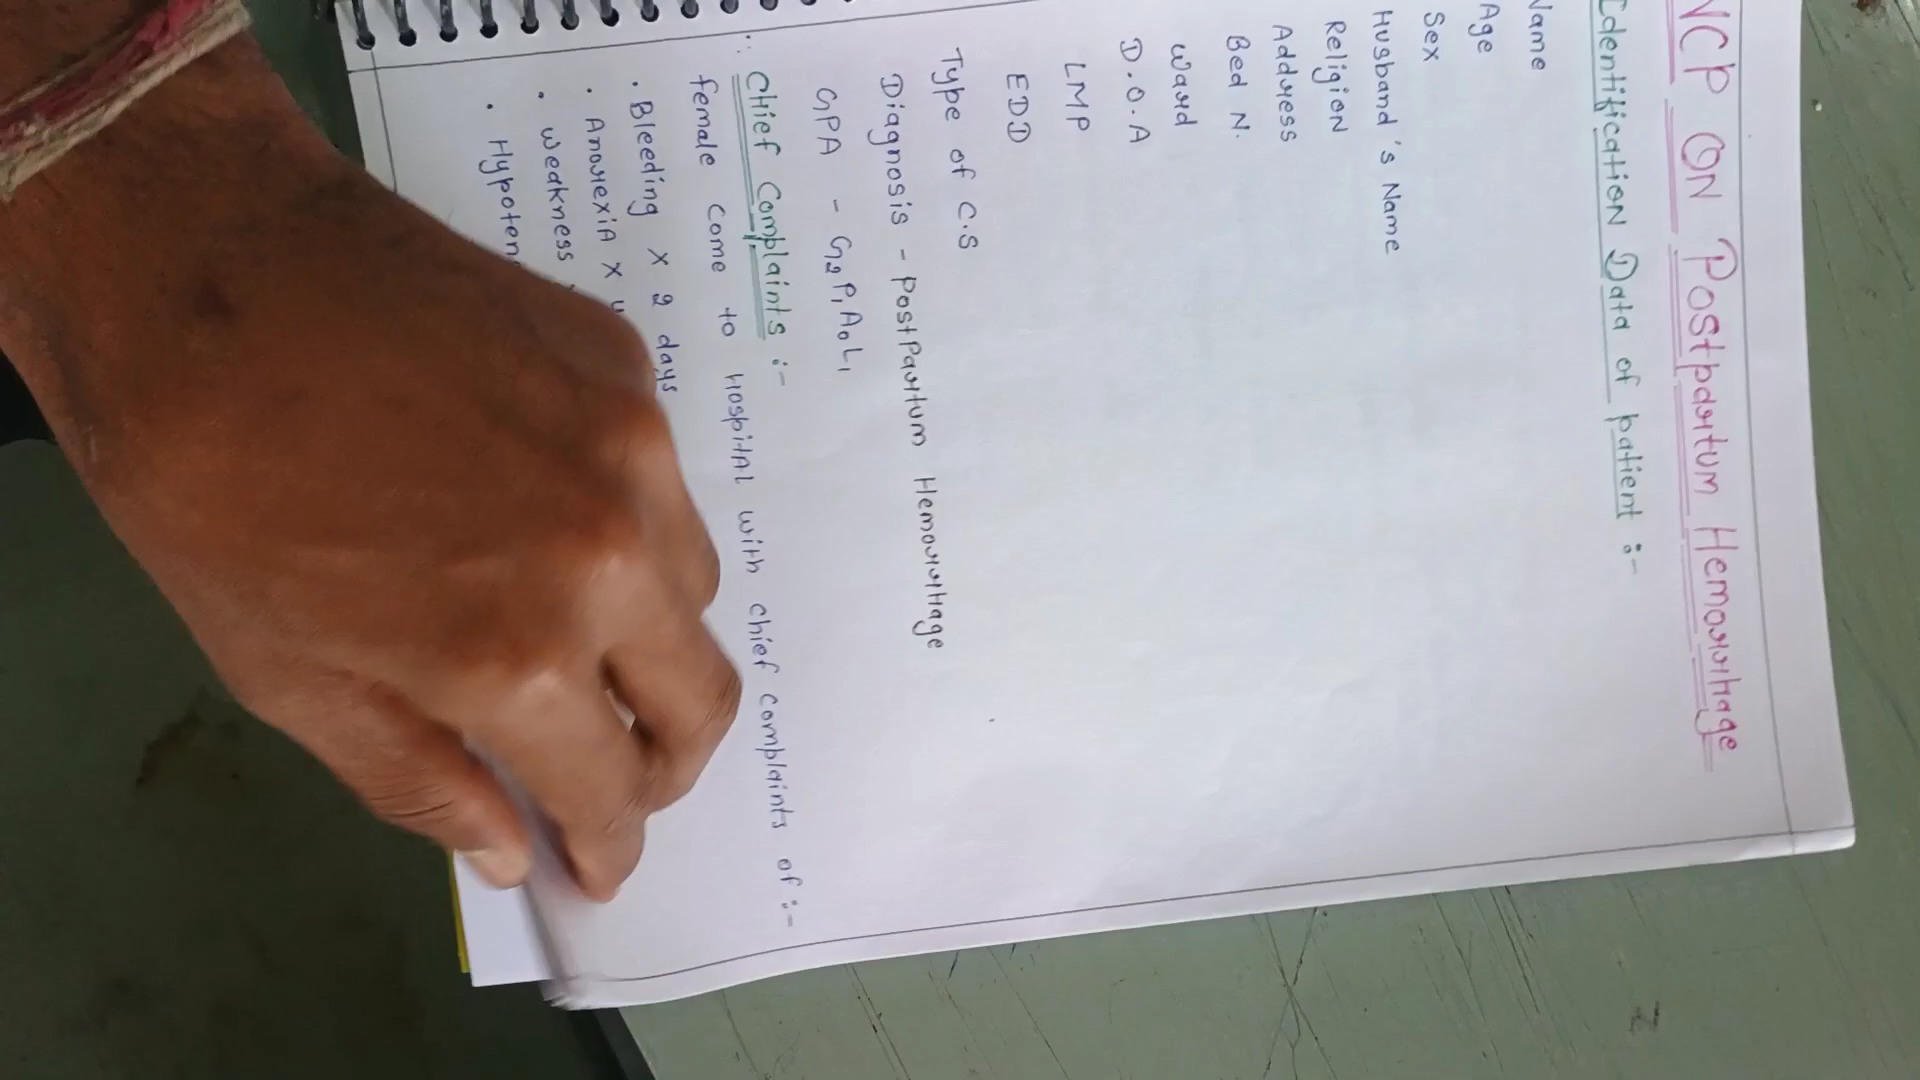 NCP ON Postpartum Hemorrhage
Identification Data of patient :-
Name
Age
Sex
Husband's Name
Religion
Address
Bed N.
Ward
D.O.A
LMP
EDD
Type of C.S
Diagnosis - Postpartum Hemorrhage
GPA - G2P1A0L1
Chief Complaints :-
female come to Hospital with chief complaints of :-
· Bleeding x 2 days
· Anorexia x
· Weakness
·